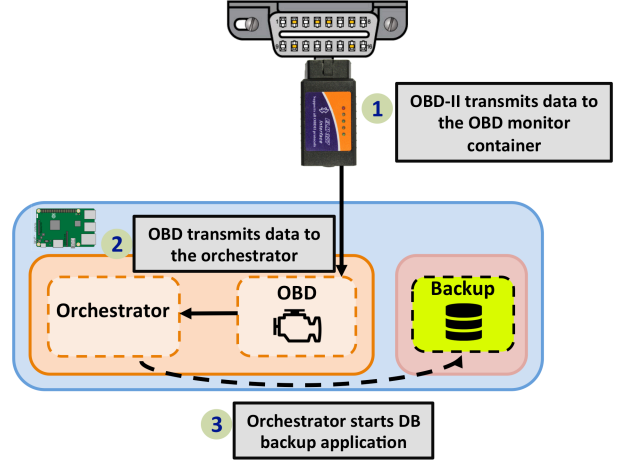 1
OBD-II transmits data to
the OBD monitor
container
2
OBD transmits data to
the orchestrator
Orchestrator
OBD
Backup
3
Orchestrator starts DB
backup application